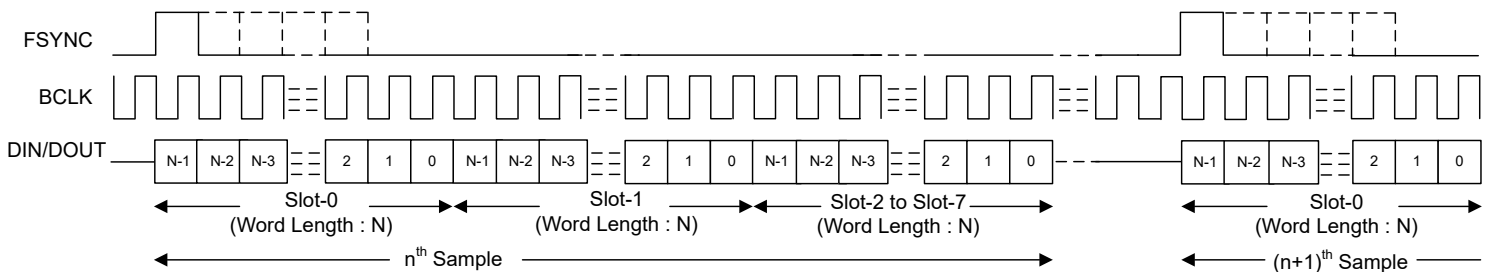 FSYNC
BCLK
DIN/DOUT
N-1 N-2 N-3 2 1 0 N-1 N-2 N-3 2 1 0 N-1 N-2 N-3 2 1 0 N-1 N-2 N-3 2 1 0
Slot-0 Slot-1 Slot-2 to Slot-7 Slot-0
(Word Length : N) (Word Length : N) (Word Length : N) (Word Length : N)
nth Sample (n+1)th Sample